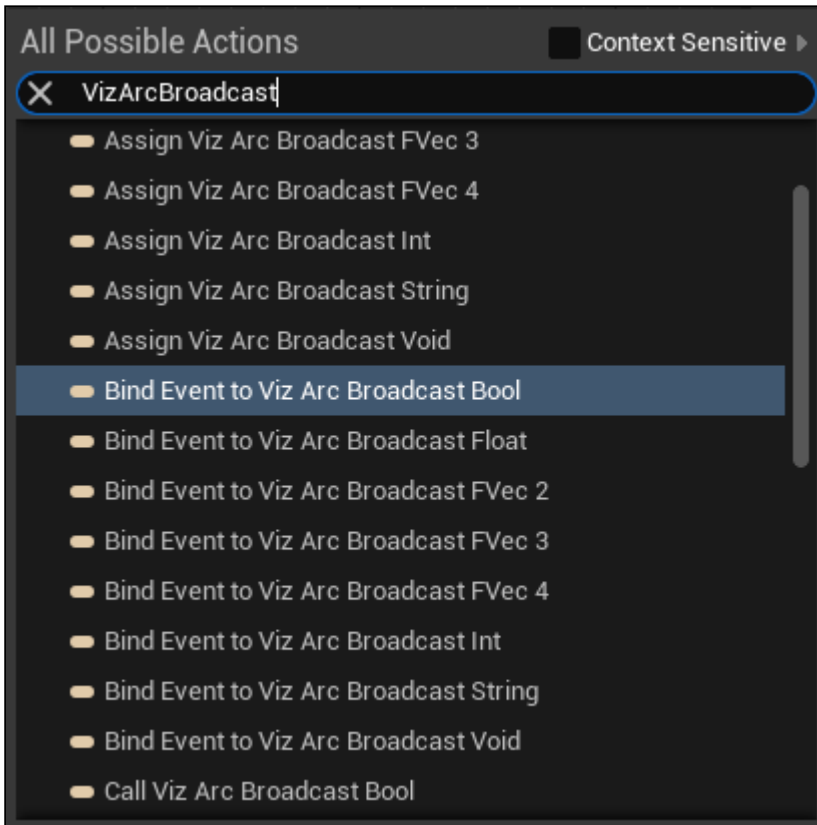 All Possible Actions Context Sensitive
VizArcBroadcast
Assign Viz Arc Broadcast FVec 3
Assign Viz Arc Broadcast FVec 4
Assign Viz Arc Broadcast Int
Assign Viz Arc Broadcast String
Assign Viz Arc Broadcast Void
Bind Event to Viz Arc Broadcast Bool
Bind Event to Viz Arc Broadcast Float
Bind Event to Viz Arc Broadcast FVec 2
Bind Event to Viz Arc Broadcast FVec 3
Bind Event to Viz Arc Broadcast FVec 4
Bind Event to Viz Arc Broadcast Int
Bind Event to Viz Arc Broadcast String
Bind Event to Viz Arc Broadcast Void
Call Viz Arc Broadcast Bool